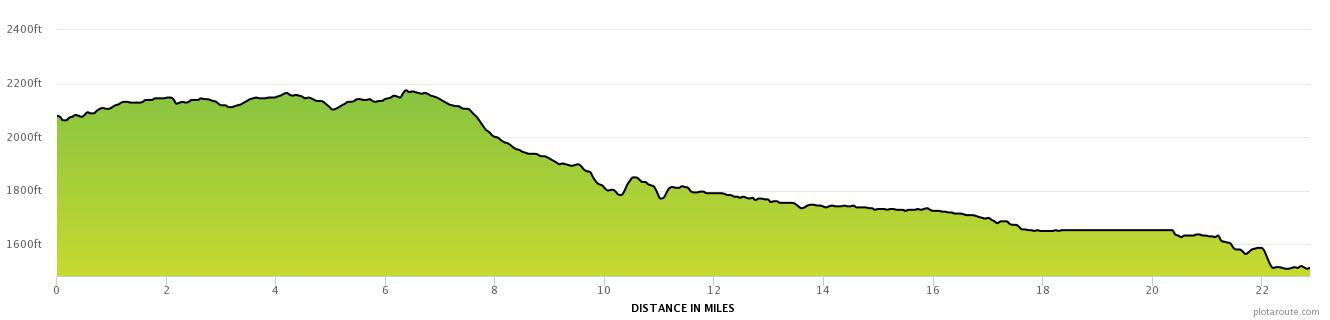 2400ft
2200ft
2000ft
1800ft
1600ft
0 2 4 6 8 10 12 14 16 18 20 22
DISTANCE IN MILES
plotaroute.com